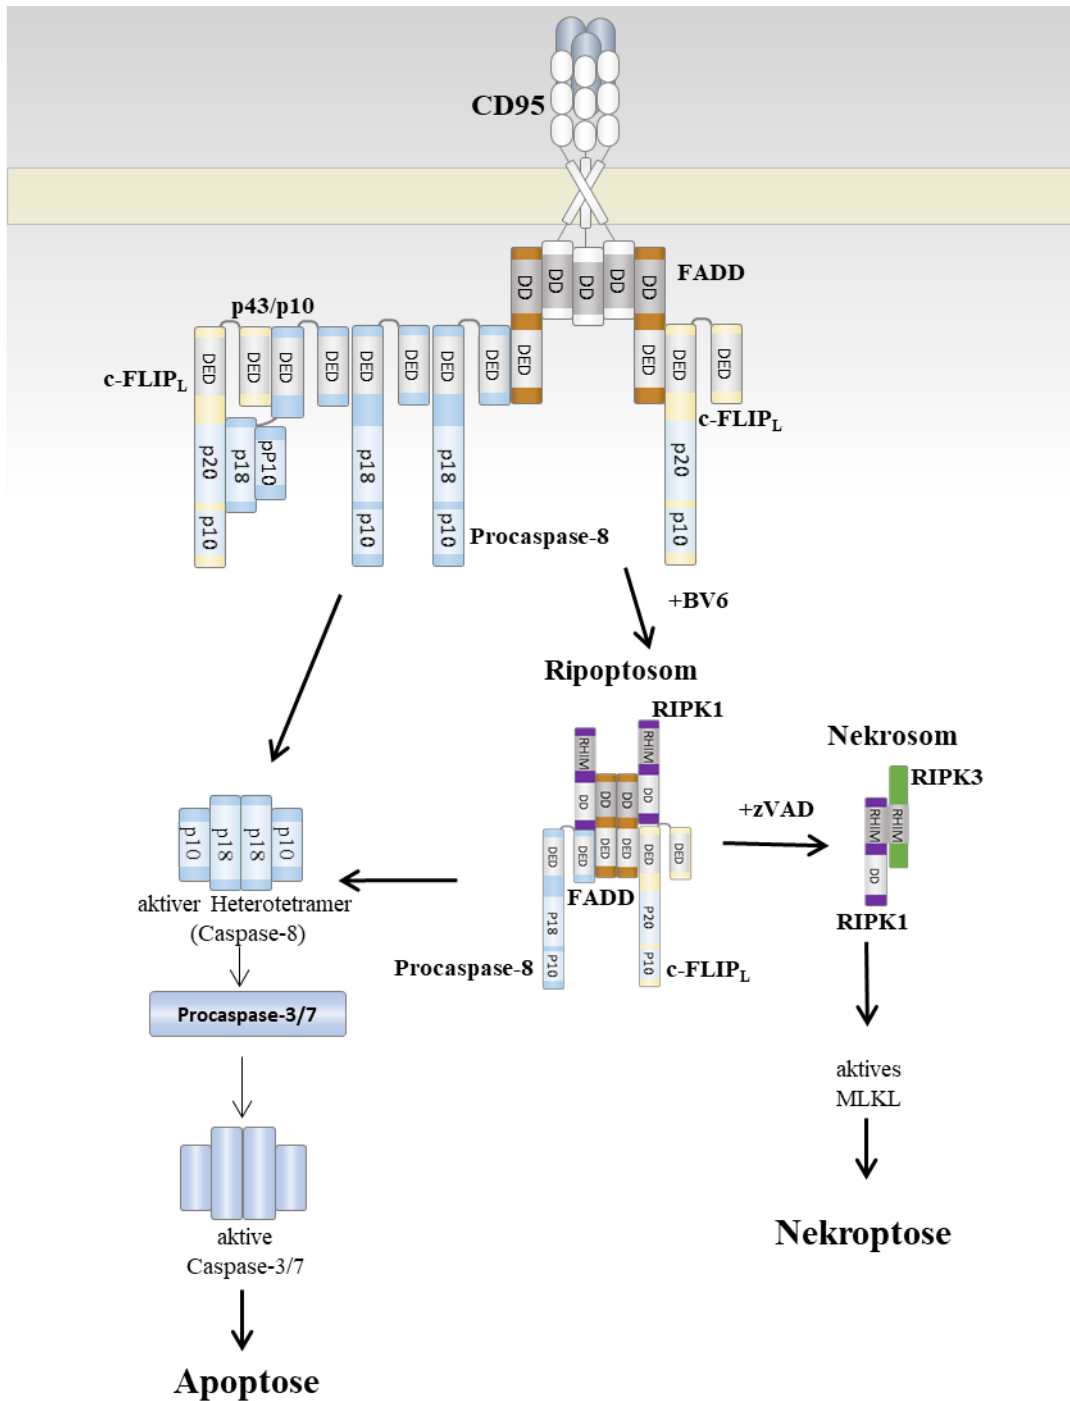 CD95
FADD
DD DD DD DD DD
p43/p10
DED DED DED DED DED DED DED DED DED DED DED DED
c-FLIPL
c-FLIPL
p20 p18 pP10 p18 p18 p20
p10 p10 p10 p10
Procaspase-8
+BV6
Ripoptosom
RIPK1
RHIM RHIM
Nekrosom
RIPK3
+zVAD
DD DD DD DD
RHIM RHIM
p10 p18 p18 p10
DED DED DED DED DED DED
DD
aktiver Heterotetramer
(Caspase-8)
FADD
RIPK1
P18 P20
Procaspase-8
P10 P10
c-FLIPL
Procaspase-3/7
aktives
MLKL
aktive
Caspase-3/7
Nekroptose
Apoptose